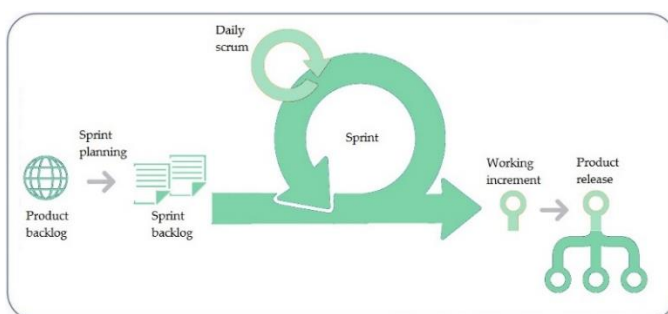 Daily
scrum
Sprint
planning
Sprint
Product
backlog
Sprint
backlog
Working
increment
Product
release